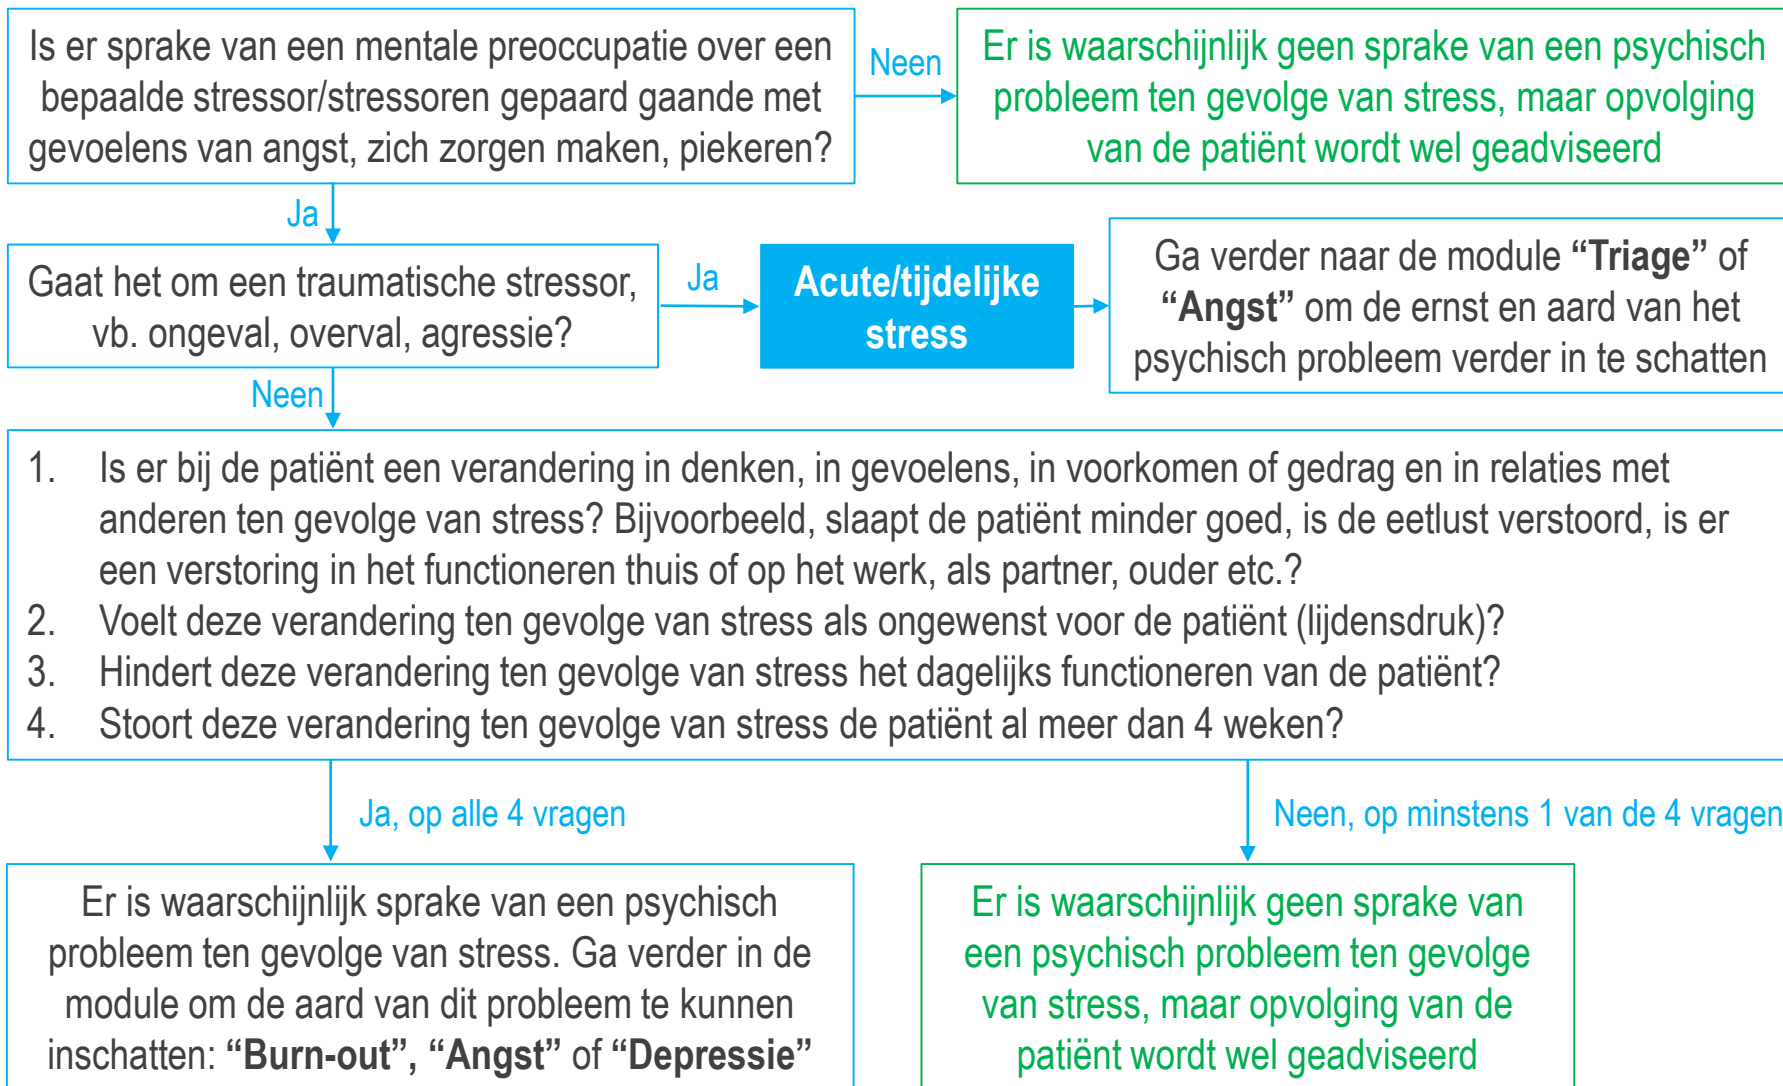 Is er sprake van een mentale preoccupatie over een
bepaalde stressor/stressoren gepaard gaande met
gevoelens van angst, zich zorgen maken, piekeren?
Neen
Er is waarschijnlijk geen sprake van een psychisch
probleem ten gevolge van stress, maar opvolging
van de patiënt wordt wel geadviseerd
Ja
Gaat het om een traumatische stressor,
vb. ongeval, overval, agressie?
Ja
Acute/tijdelijke
stress
Ga verder naar de module “Triage” of
“Angst” om de ernst en aard van het
psychisch probleem verder in te schatten
Neen
1. Is er bij de patiënt een verandering in denken, in gevoelens, in voorkomen of gedrag en in relaties met
anderen ten gevolge van stress? Bijvoorbeeld, slaapt de patiënt minder goed, is de eetlust verstoord, is er
een verstoring in het functioneren thuis of op het werk, als partner, ouder etc.?
2. Voelt deze verandering ten gevolge van stress als ongewenst voor de patiënt (lijdensdruk)?
3. Hindert deze verandering ten gevolge van stress het dagelijks functioneren van de patiënt?
4. Stoort deze verandering ten gevolge van stress de patiënt al meer dan 4 weken?
Ja, op alle 4 vragen
Neen, op minstens 1 van de 4 vragen
Er is waarschijnlijk sprake van een psychisch
probleem ten gevolge van stress. Ga verder in de
module om de aard van dit probleem te kunnen
inschatten: “Burn-out”, “Angst” of “Depressie”
Er is waarschijnlijk geen sprake van
een psychisch probleem ten gevolge
van stress, maar opvolging van de
patiënt wordt wel geadviseerd